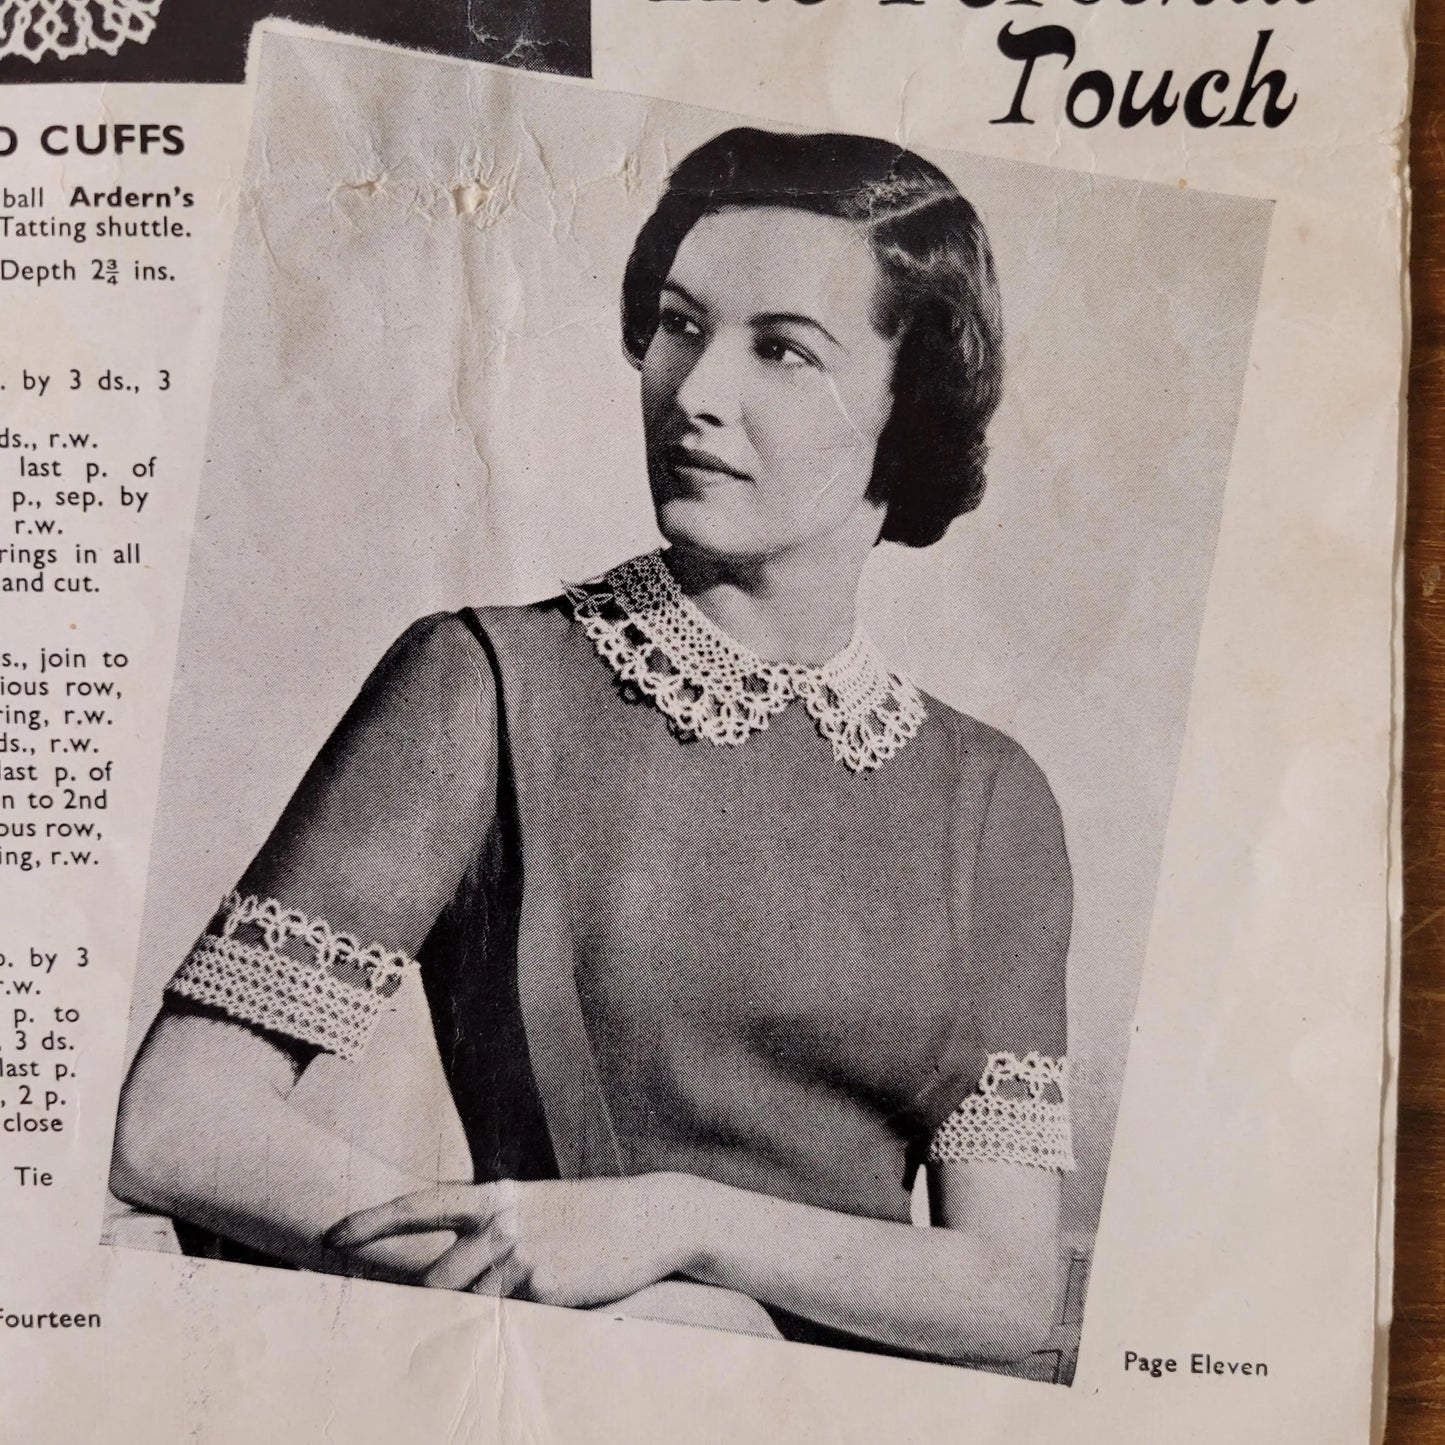 The Personal
Touch
CUFFS
ball Ardern's
Tatting shuttle.
Depth 2¾ ins.
. by 3 ds., 3
ds., r.w.
last p. of
p., sep. by
r.w.
rings in all
and cut.
s., join to
ious row,
ring, r.w.
ds., r.w.
last p. of
n to 2nd
ous row,
ing, r.w.
p. by 3
r.w.
p. to
, 3 ds.
last p.
, 2 p.
close
Tie
Fourteen
Page Eleven